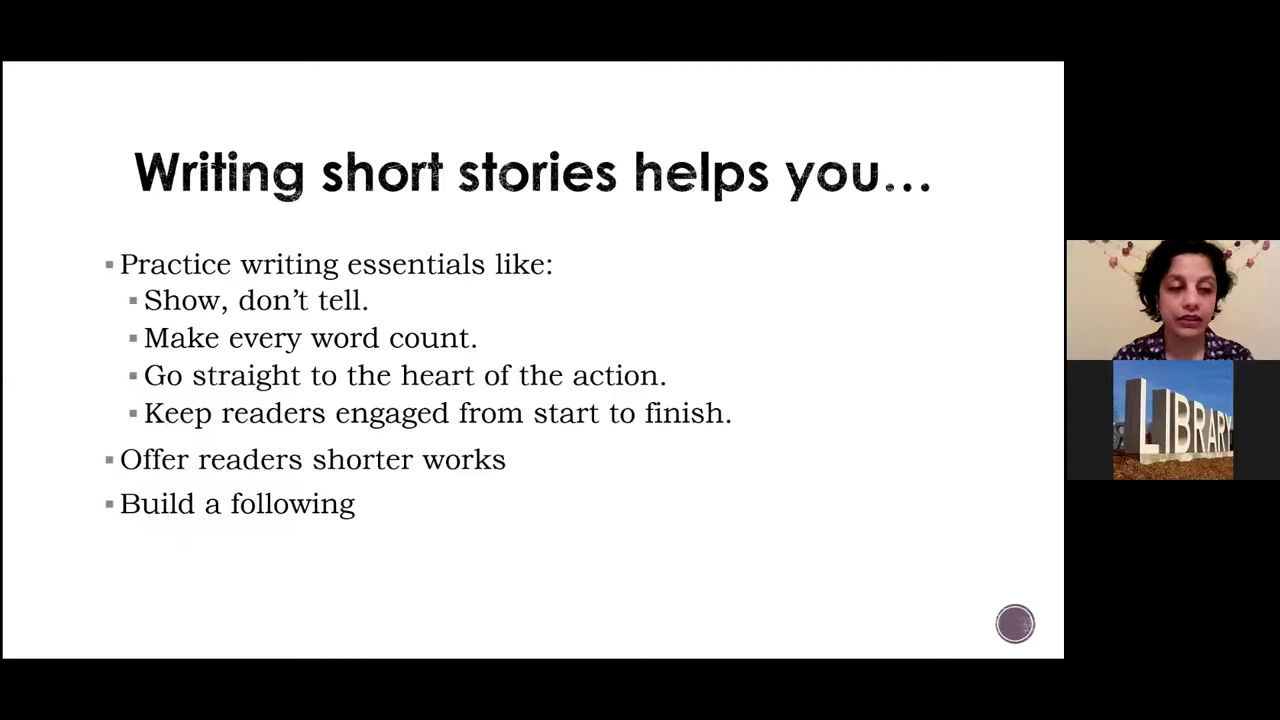 Writing short stories helps you...
Practice writing essentials like:
Show, don't tell.
Make every word count.
Go straight to the heart of the action.
Keep readers engaged from start to finish.
Offer readers shorter works
Build a following
LIBRARY